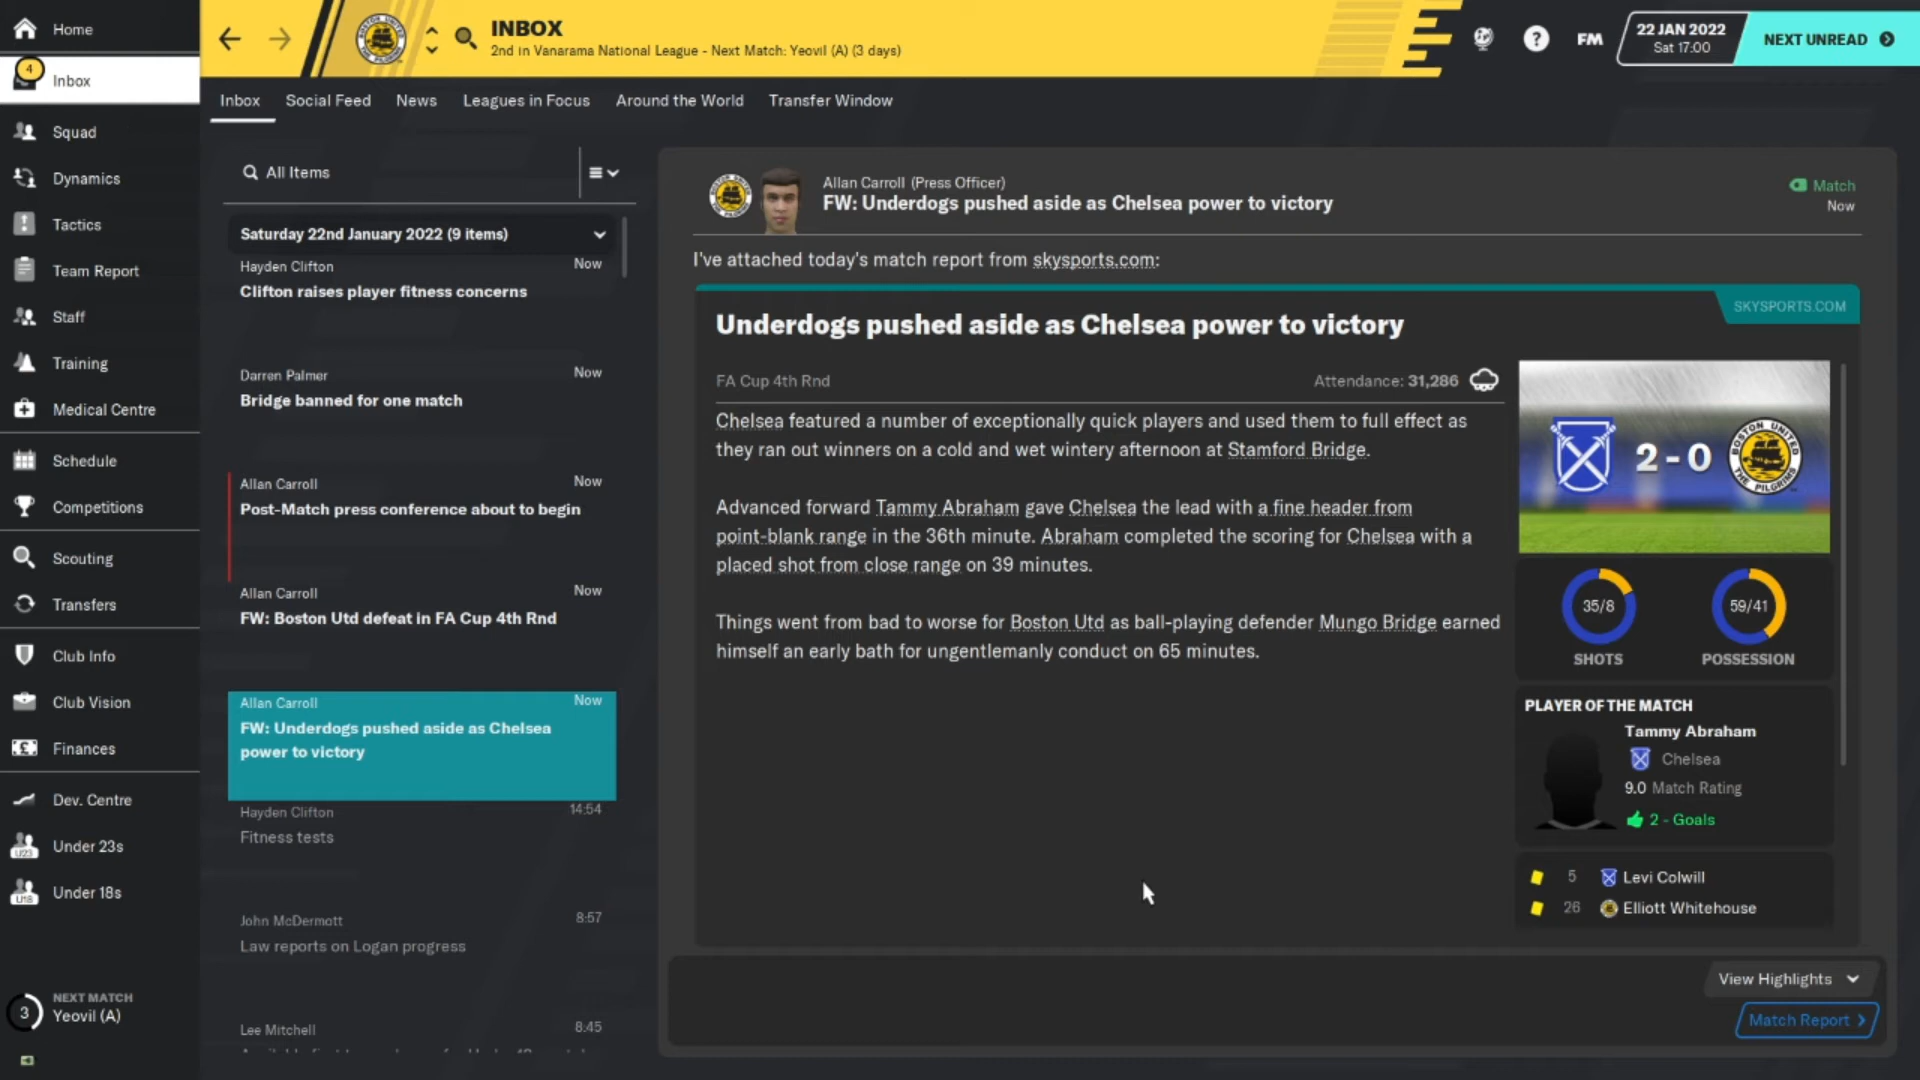 Home
4
Inbox
Squad
Dynamics
Tactics
Team Report
Staff
Training
Medical Centre
Schedule
Competitions
Scouting
Transfers
Club Info
Club Vision
Finances
Dev. Centre
U23
Under 23s
U18
Under 18s
3
NEXT MATCH
Yeovil (A)
INBOX
2nd in Vanarama National League - Next Match: Yeovil (A) (3 days)
?
FM
22 JAN 2022
Sat 17:00
NEXT UNREAD
Inbox
Social Feed
News
Leagues in Focus
Around the World
Transfer Window
All Items
Saturday 22nd January 2022 (9 items)
Hayden Clifton
Now
Clifton raises player fitness concerns
Darren Palmer
Now
Bridge banned for one match
Allan Carroll
Now
Post-Match press conference about to begin
Allan Carroll
Now
FW: Boston Utd defeat in FA Cup 4th Rnd
Allan Carroll
Now
FW: Underdogs pushed aside as Chelsea
power to victory
Hayden Clifton
14:54
Fitness tests
John McDermott
8:57
Law reports on Logan progress
Lee Mitchell
8:45
BOSTON UNITED
THE PILGRIMS
Allan Carroll (Press Officer)
FW: Underdogs pushed aside as Chelsea power to victory
Match
Now
I've attached today's match report from skysports.com:
SKYSPORTS.COM
Underdogs pushed aside as Chelsea power to victory
FA Cup 4th Rnd
Attendance: 31,286
Chelsea featured a number of exceptionally quick players and used them to full effect as
they ran out winners on a cold and wet wintery afternoon at Stamford Bridge.
Advanced forward Tammy Abraham gave Chelsea the lead with a fine header from
point-blank range in the 36th minute. Abraham completed the scoring for Chelsea with a
placed shot from close range on 39 minutes.
Things went from bad to worse for Boston Utd as ball-playing defender Mungo Bridge earned
himself an early bath for ungentlemanly conduct on 65 minutes.
2 - 0
BOSTON UNITED
THE PILGRIMS
35/8
SHOTS
59/41
POSSESSION
PLAYER OF THE MATCH
Tammy Abraham
Chelsea
9.0 Match Rating
2 - Goals
5 Levi Colwill
26 Elliott Whitehouse
View Highlights
Match Report